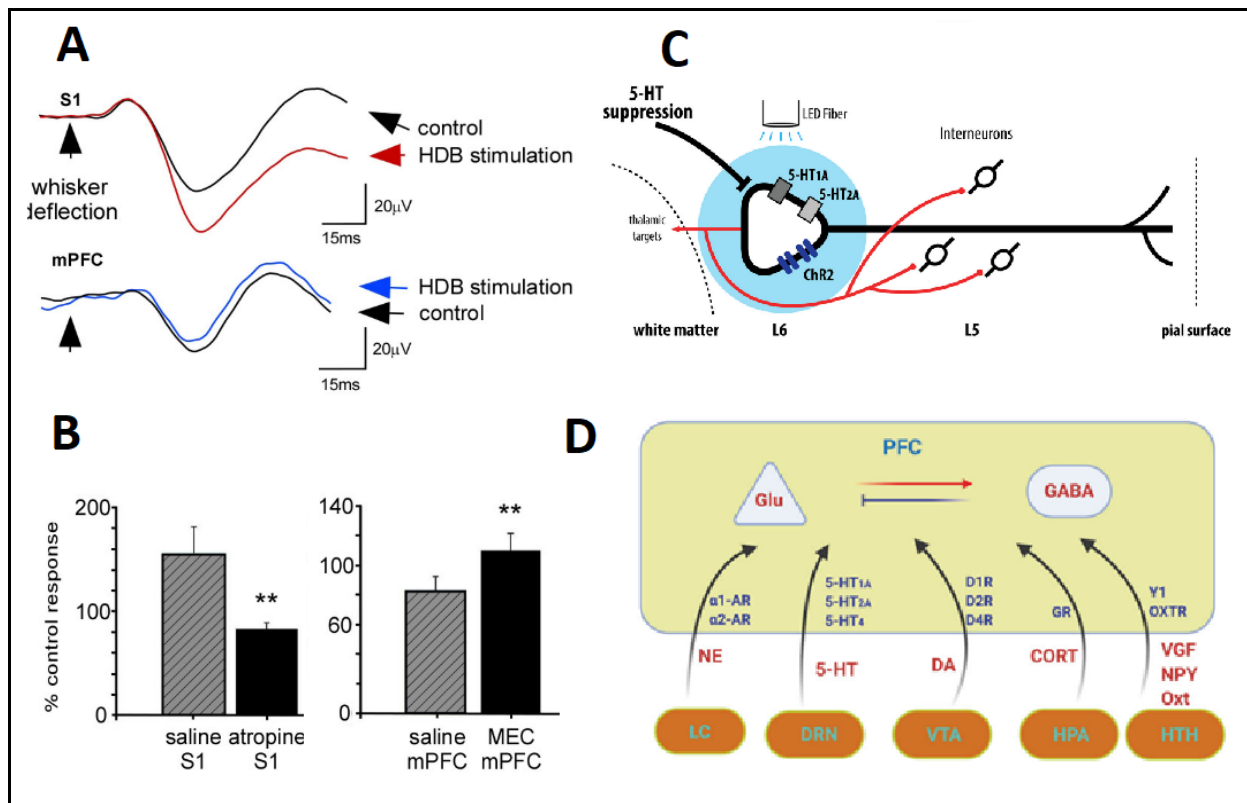 A
S1
control
HDB stimulation
whisker
deflection
20µV
15ms
mPFC
HDB stimulation
control
20µV
15ms
B
% control response
200
100
0
saline
S1
atropine
S1
**
140
100
60
0
saline
mPFC
MEC
mPFC
**
C
5-HT
suppression
LED Fiber
Interneurons
5-HT1A
5-HT2A
thalamic
targets
ChR2
white matter
L6
L5
pial surface
D
PFC
Glu
GABA
α1-AR
α2-AR
5-HT1A
5-HT2A
5-HT4
D1R
D2R
D4R
GR
Y1
OXTR
NE
5-HT
DA
CORT
VGF
NPY
Oxt
LC
DRN
VTA
HPA
HTH